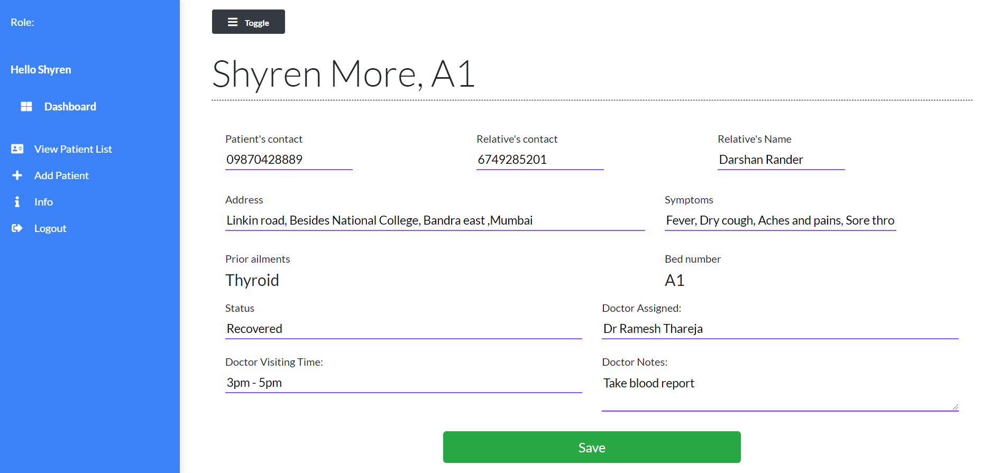 Role:
Hello Shyren
Dashboard
View Patient List
Add Patient
Info
Logout
Toggle
Shyren More, A1
Patient's contact
09870428889
Relative's contact
6749285201
Relative's Name
Darshan Rander
Address
Linkin road, Besides National College, Bandra east ,Mumbai
Symptoms
Fever, Dry cough, Aches and pains, Sore thro
Prior ailments
Thyroid
Bed number
A1
Status
Recovered
Doctor Assigned:
Dr Ramesh Thareja
Doctor Visiting Time:
3pm - 5pm
Doctor Notes:
Take blood report
Save